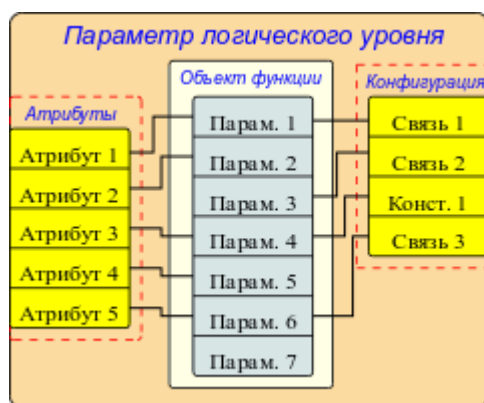 Параметр логического уровня
Объект функции
Конфигурация
Атрибуты
Атрибут 1
Атрибут 2
Атрибут 3
Атрибут 4
Атрибут 5
Парам. 1
Парам. 2
Парам. 3
Парам. 4
Парам. 5
Парам. 6
Парам. 7
Связь 1
Связь 2
Конст. 1
Связь 3